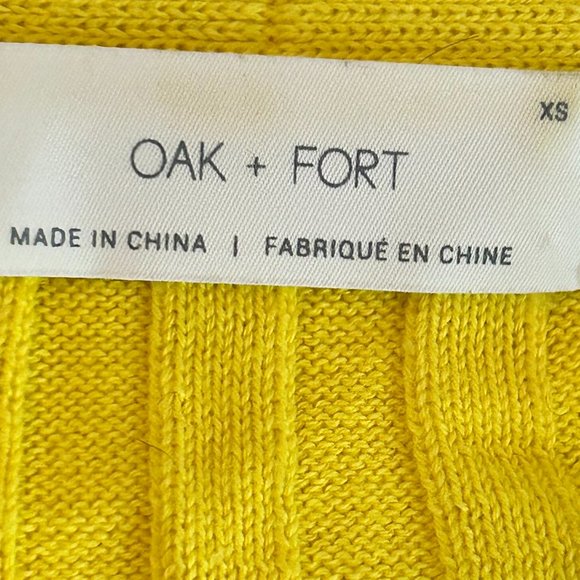 XS
OAK + FORT
MADE IN CHINA | FABRIQUÉ EN CHINE